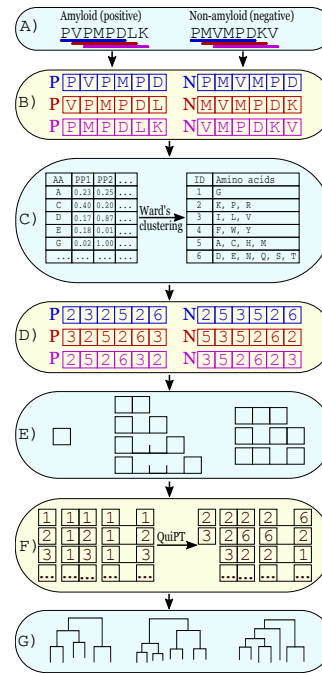 Amyloid (positive) Non-amyloid (negative)
A) PVPMPDLK PMVMPDKV
P P V P M P D N P M V M P D
B) P V P M P D L N M V M P D K
P P M P D L K N V M P D K V
AA PP1 PP2 ... ID Amino acids
A 0.23 0.25 ... 1 G
C 0.40 0.20 ... 2 K, P, R
D 0.17 0.87 ... 3 I, L, V
E 0.18 0.01 ... 4 F, W, Y
G 0.02 1.00 ... 5 A, C, H, M
... ... ... ... 6 D, E, N, Q, S, T
C) Ward's
clustering
P 2 3 2 5 2 6 N 2 5 3 5 2 6
D) P 3 2 5 2 6 3 N 5 3 5 2 6 2
P 2 5 2 6 3 2 N 3 5 2 6 2 3
E)
1 1 1 1 1 2 2 2 2 6
F) 2 1 2 1 2 QuiPT 3 2 6 6 2
3 1 3 1 3 3 2 2 1
... ... ... ... ... ... ... ... ...
G)